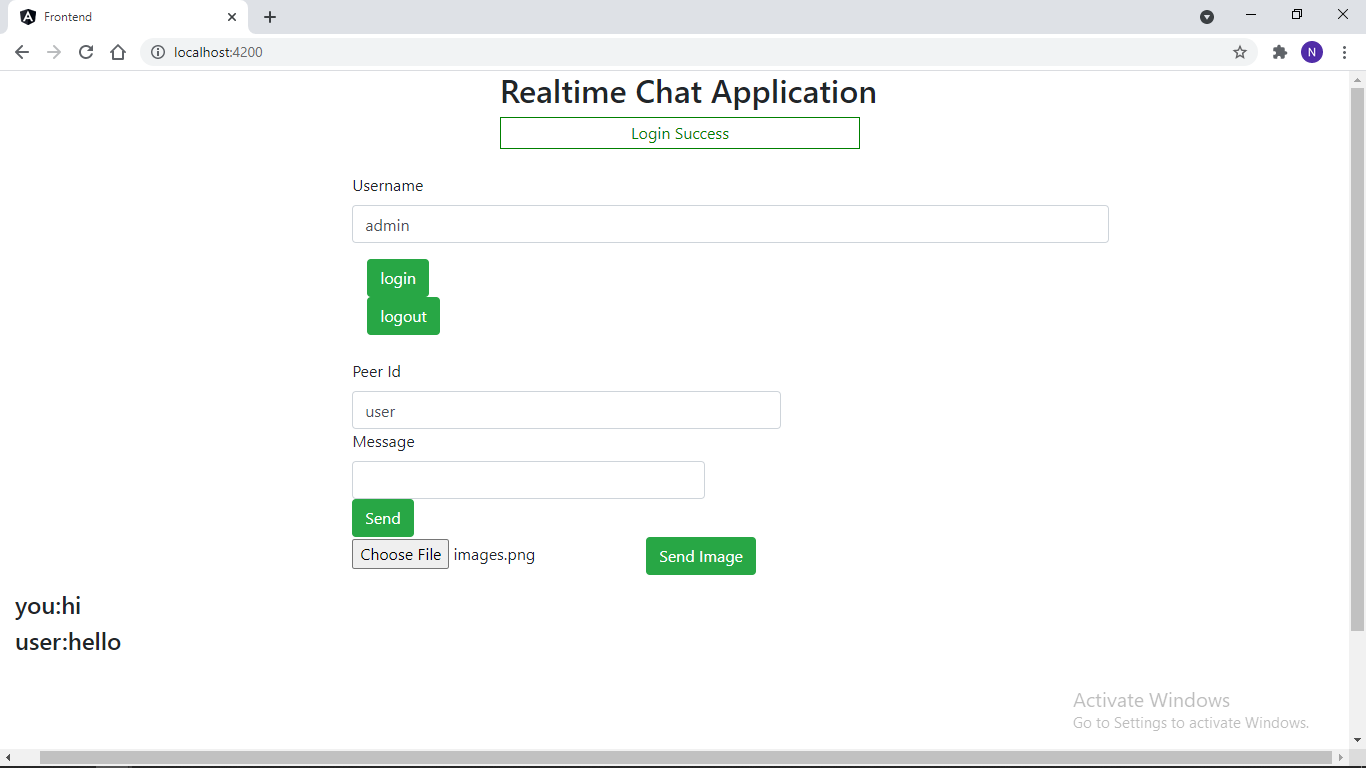 Frontend
localhost:4200
N
Realtime Chat Application
Login Success
Username
admin
login
logout
Peer Id
user
Message
Send
Choose File images.png Send Image
you:hi
user:hello
Activate Windows
Go to Settings to activate Windows.